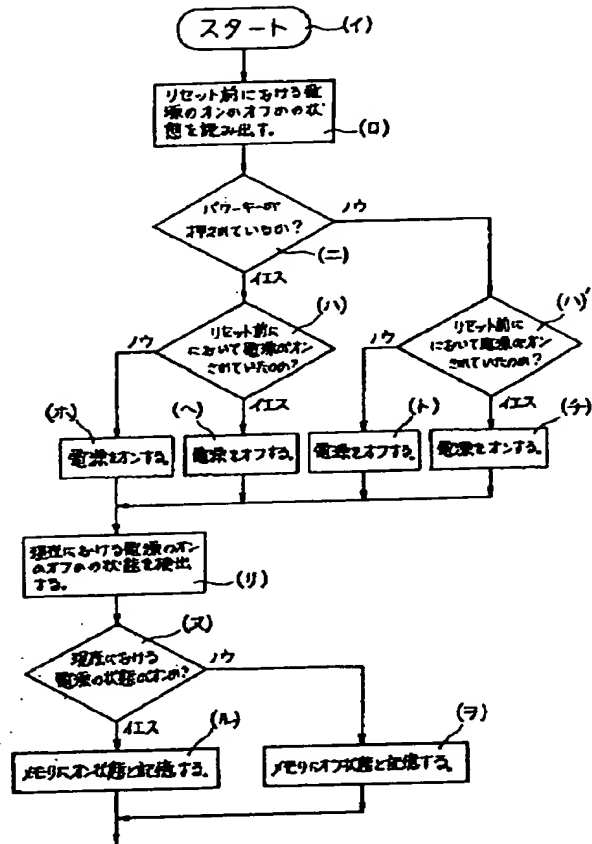 スタート (イ)
リセット前における電
源のオンかオフかの状
態を読み出す。 (ロ)
パワーキーが
押されているか? (ニ)
ノウ
イエス
リセット前に
において電源がオン
されていたのか? (ハ)
ノウ
イエス
リセット前に
において電源がオン
されていたのか? (ハ)′
ノウ
イエス
(ホ) (ヘ) (ト) (チ)
電源をオンする。 電源をオフする。 電源をオフする。 電源をオンする。
現在における電源のオン
かオフかの状態を検出
する。 (リ)
現在における
電源の状態はオンか? (ヌ)
ノウ
イエス
(ル) (ヲ)
メモリにオン状態と記憶する。 メモリにオフ状態と記憶する。